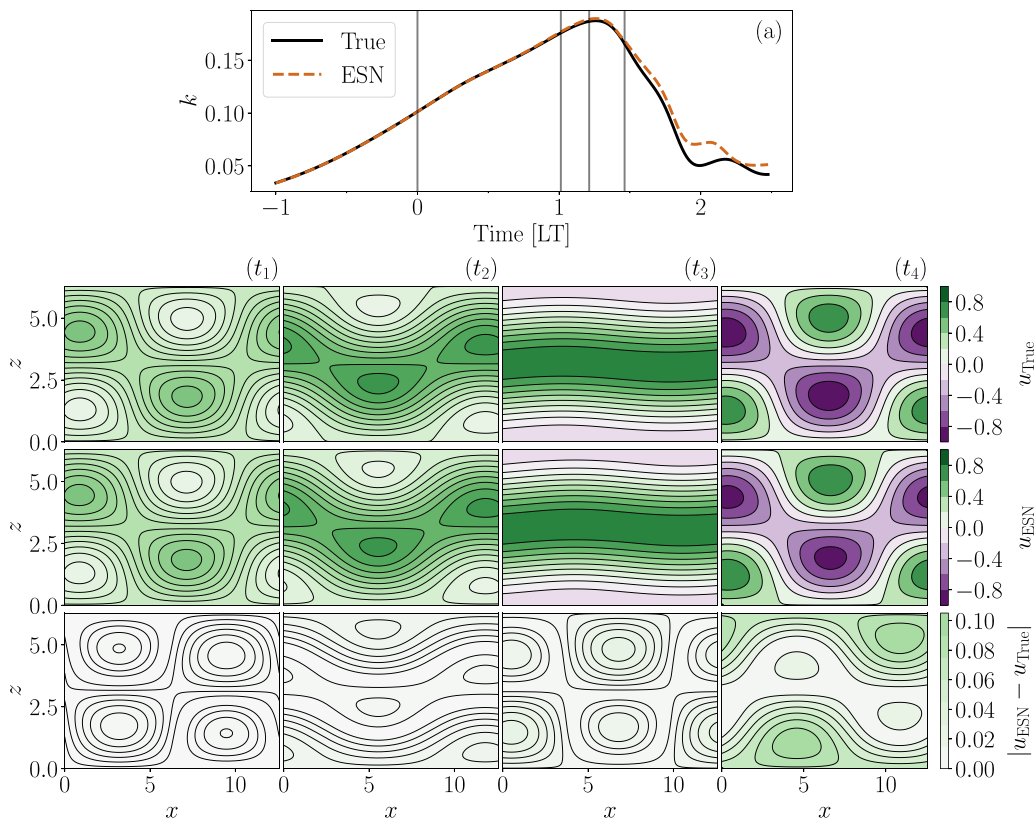 (a)
True
ESN
k
0.15
0.10
0.05
−1 0 1 2
Time [LT]
(t1) (t2) (t3) (t4)
z
5.0
2.5
0.0
0.8
0.4
0.0
−0.4
−0.8
uTrue
z
5.0
2.5
0.0
0.8
0.4
0.0
−0.4
−0.8
uESN
z
5.0
2.5
0.0
0.10
0.08
0.06
0.04
0.02
0.00
|uESN − uTrue|
0 5 10 0 5 10 0 5 10 0 5 10
x x x x